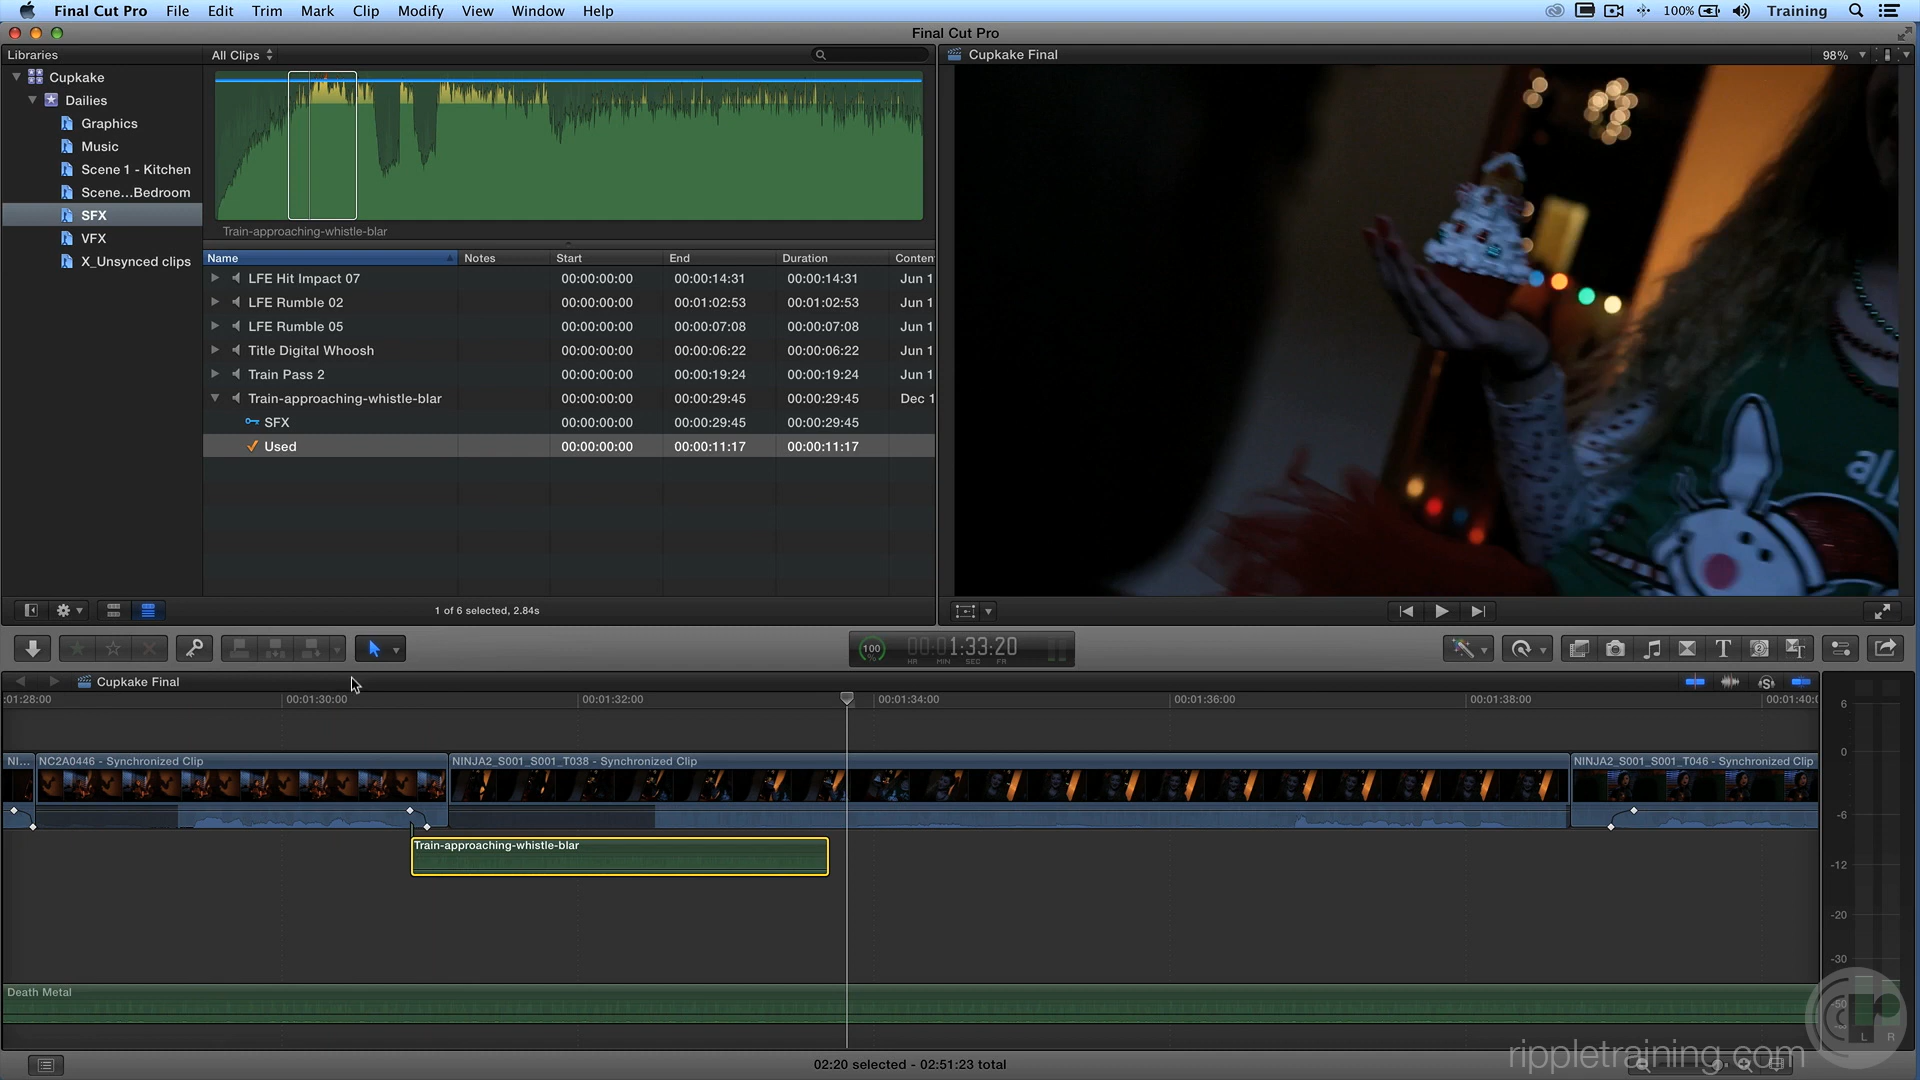 Final Cut Pro File Edit Trim Mark Clip Modify View Window Help 100% Training
Final Cut Pro
Libraries All Clips Cupkake Final 98%
Cupkake
Dailies
Graphics
Music
Scene 1 - Kitchen
Scene...Bedroom
SFX
VFX
X_Unsynced clips
Train-approaching-whistle-blar
Name Notes Start End Duration Conten
LFE Hit Impact 07 00:00:00:00 00:00:14:31 00:00:14:31 Jun 1
LFE Rumble 02 00:00:00:00 00:01:02:53 00:01:02:53 Jun 1
LFE Rumble 05 00:00:00:00 00:00:07:08 00:00:07:08 Jun 1
Title Digital Whoosh 00:00:00:00 00:00:06:22 00:00:06:22 Jun 1
Train Pass 2 00:00:00:00 00:00:19:24 00:00:19:24 Jun 1
Train-approaching-whistle-blar 00:00:00:00 00:00:29:45 00:00:29:45 Dec 1
SFX 00:00:00:00 00:00:29:45 00:00:29:45
Used 00:00:00:00 00:00:11:17 00:00:11:17
al
1 of 6 selected, 2.84s
100 00:01:33:20
HR MIN SEC FR
Cupkake Final
:01:28:00 00:01:30:00 00:01:32:00 00:01:34:00 00:01:36:00 00:01:38:00 00:01:40:0
NI... NC2A0446 - Synchronized Clip NINJA2_S001_S001_T038 - Synchronized Clip NINJA2_S001_S001_T046 - Synchronized Clip
Train-approaching-whistle-blar
Death Metal
6
0
-6
-12
-20
-30
-50
L R
02:20 selected - 02:51:23 total
rippletraining.com